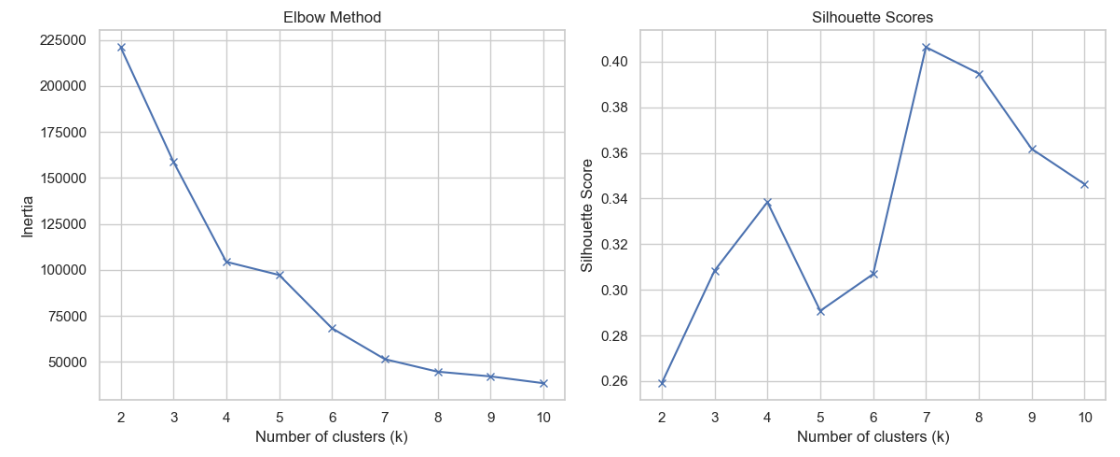 Elbow Method
225000
200000
175000
150000
125000
100000
75000
50000
Inertia
2 3 4 5 6 7 8 9 10
Number of clusters (k)
Silhouette Scores
0.40
0.38
0.36
0.34
0.32
0.30
0.28
0.26
Silhouette Score
2 3 4 5 6 7 8 9 10
Number of clusters (k)